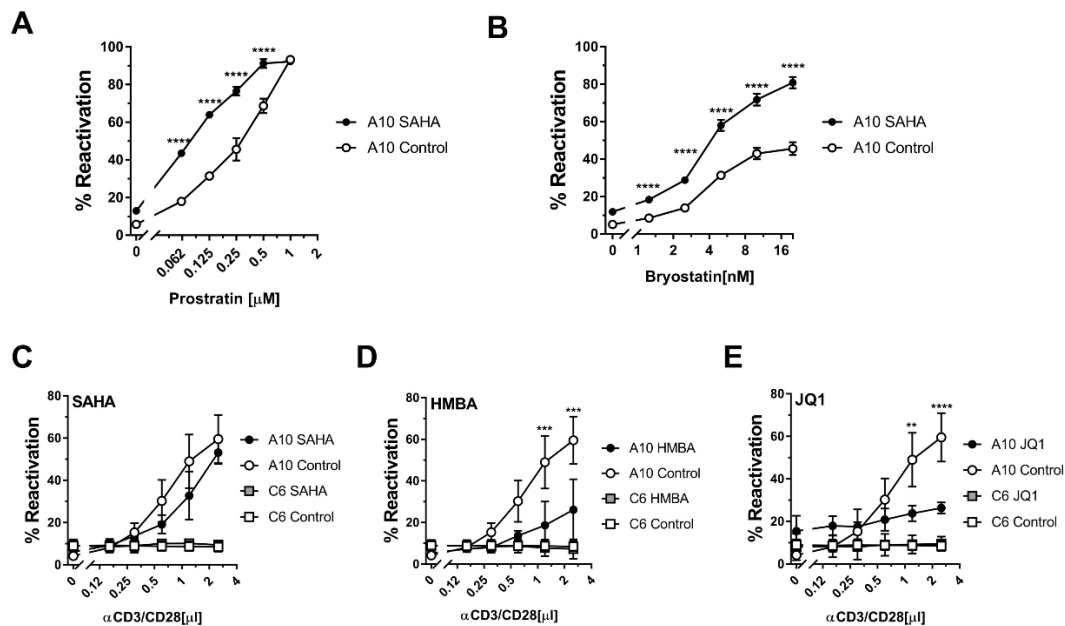 A
% Reactivation
100
80
60
40
20
0
****
****
****
****
0
0.062
0.125
0.25
0.5
1
2
Prostratin [μM]
A10 SAHA
A10 Control
B
% Reactivation
100
80
60
40
20
0
****
****
****
****
****
0
1
2
4
8
16
Bryostatin[nM]
A10 SAHA
A10 Control
C
SAHA
% Reactivation
80
60
40
20
0
0
0.12
0.25
0.5
1
2
4
αCD3/CD28[μl]
A10 SAHA
A10 Control
C6 SAHA
C6 Control
D
HMBA
% Reactivation
80
60
40
20
0
***
***
0
0.12
0.25
0.5
1
2
4
αCD3/CD28[μl]
A10 HMBA
A10 Control
C6 HMBA
C6 Control
E
JQ1
% Reactivation
80
60
40
20
0
**
****
0
0.12
0.25
0.5
1
2
4
αCD3/CD28[μl]
A10 JQ1
A10 Control
C6 JQ1
C6 Control